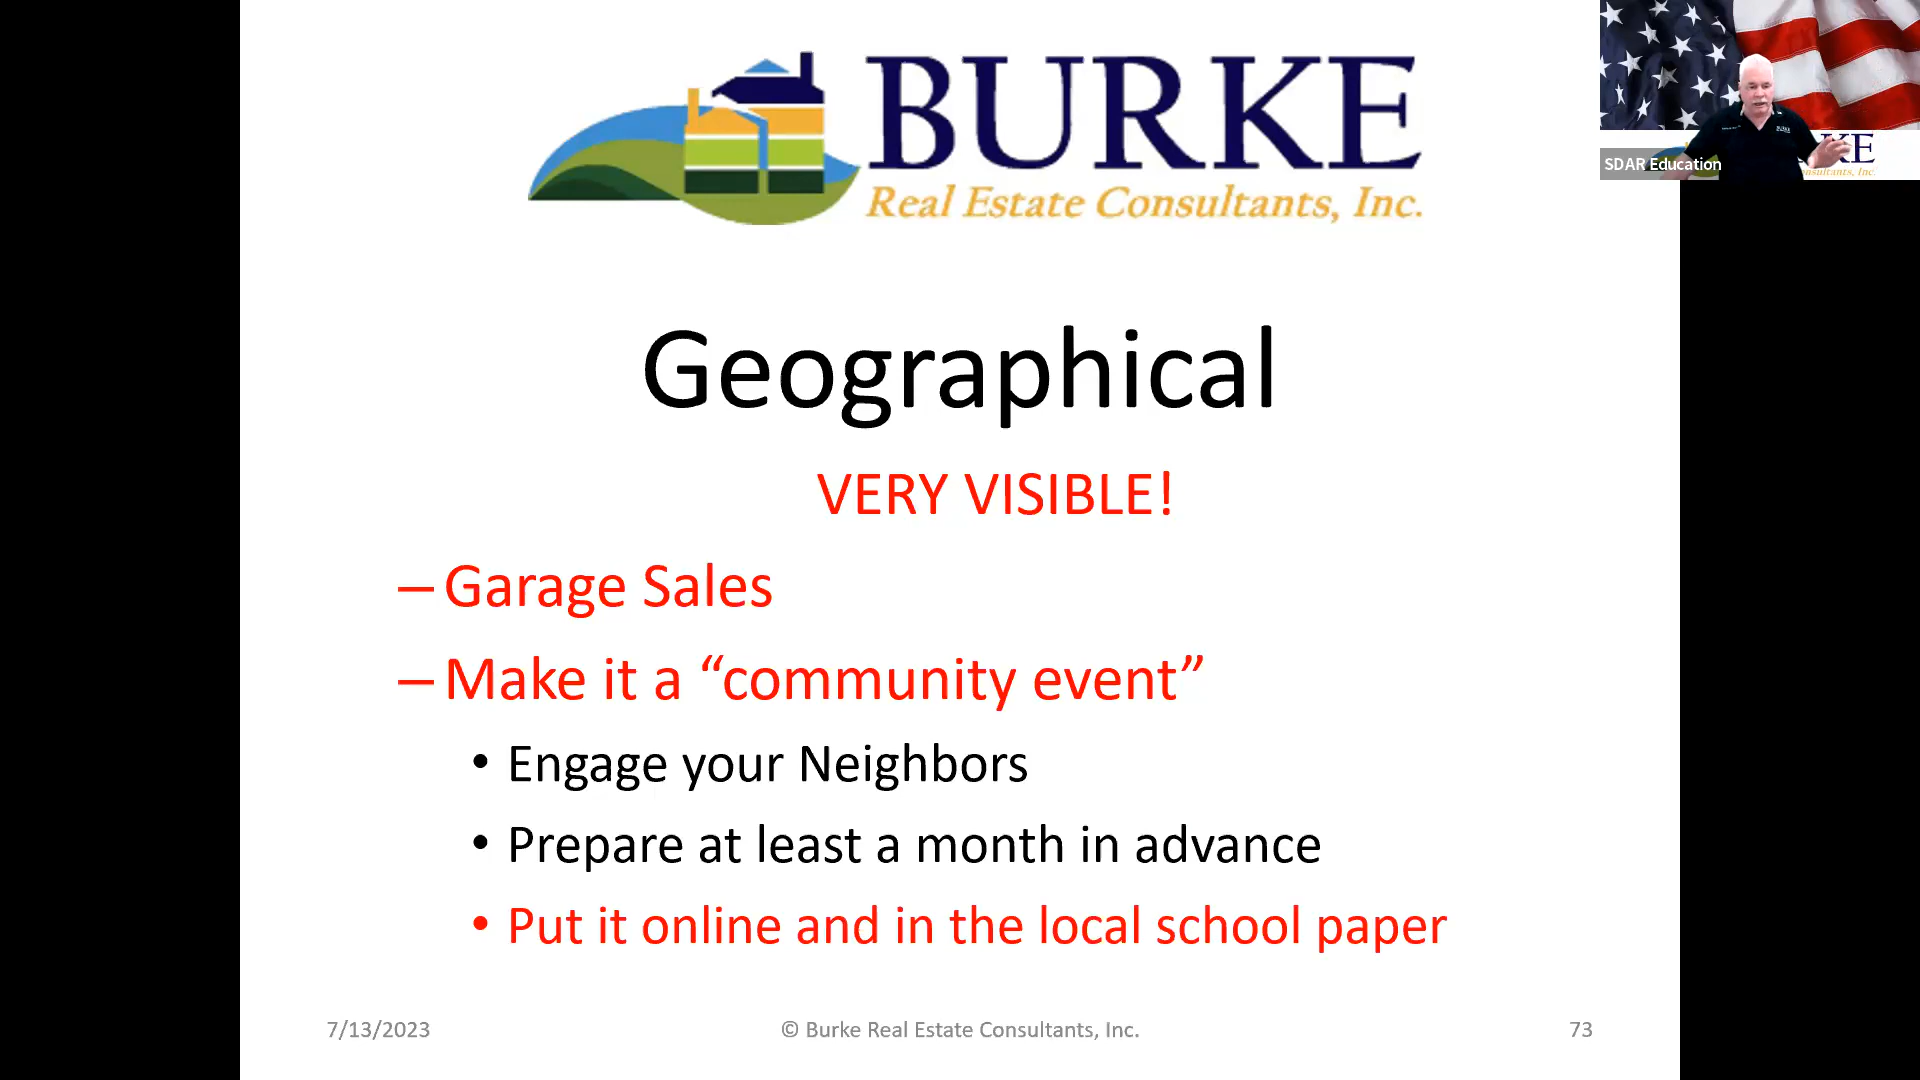 BURKE
Real Estate Consultants, Inc.
SDAR Education
Geographical
VERY VISIBLE!
– Garage Sales
– Make it a “community event”
• Engage your Neighbors
• Prepare at least a month in advance
• Put it online and in the local school paper
7/13/2023
© Burke Real Estate Consultants, Inc.
73